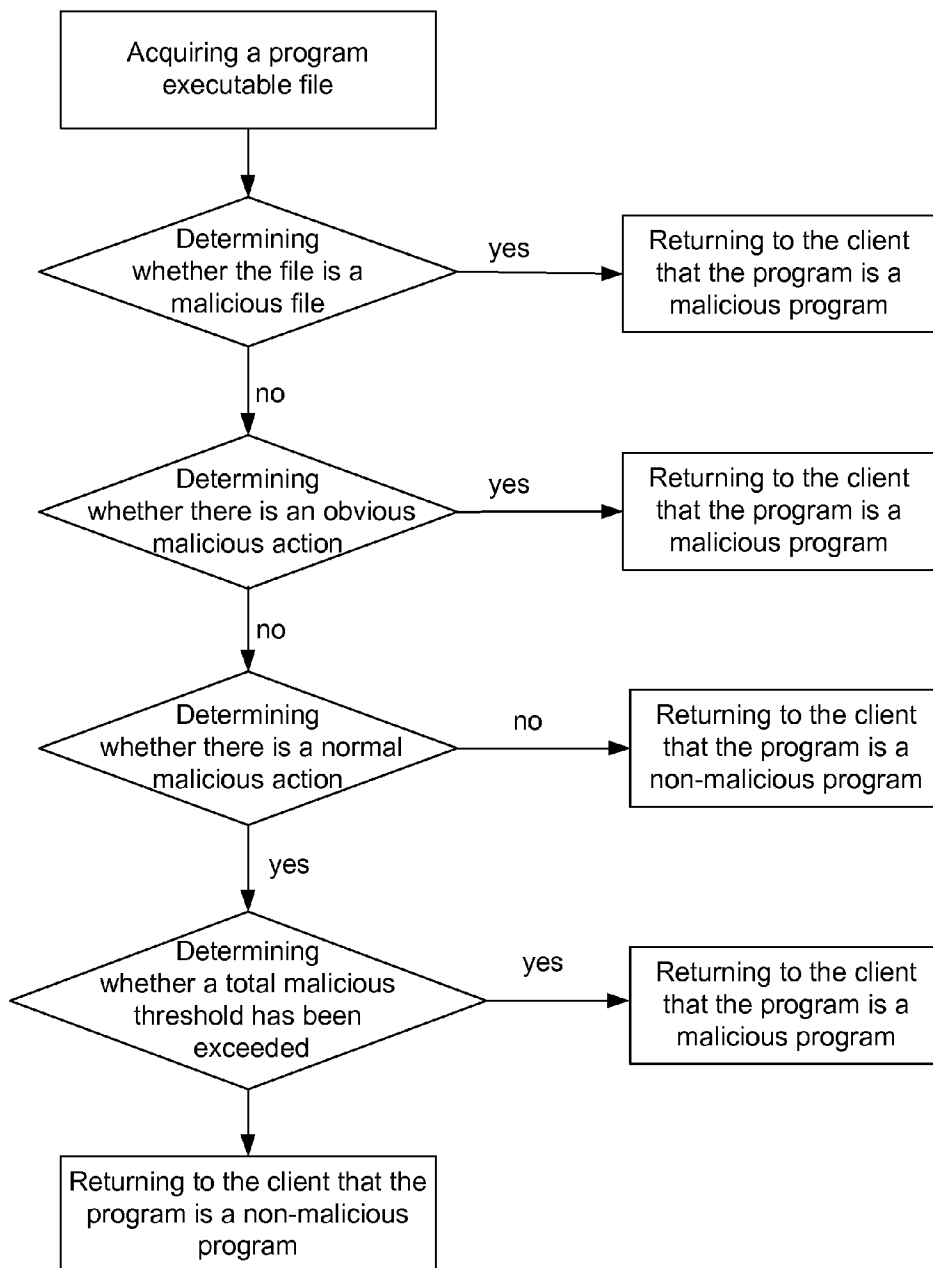 Acquiring a program
executable file
Determining
whether the file is a
malicious file
yes
Returning to the client
that the program is a
malicious program
no
Determining
whether there is an obvious
malicious action
yes
Returning to the client
that the program is a
malicious program
no
Determining
whether there is a normal
malicious action
no
Returning to the client
that the program is a
non-malicious program
yes
Determining
whether a total malicious
threshold has been
exceeded
yes
Returning to the client
that the program is a
malicious program
Returning to the client that the
program is a non-malicious
program